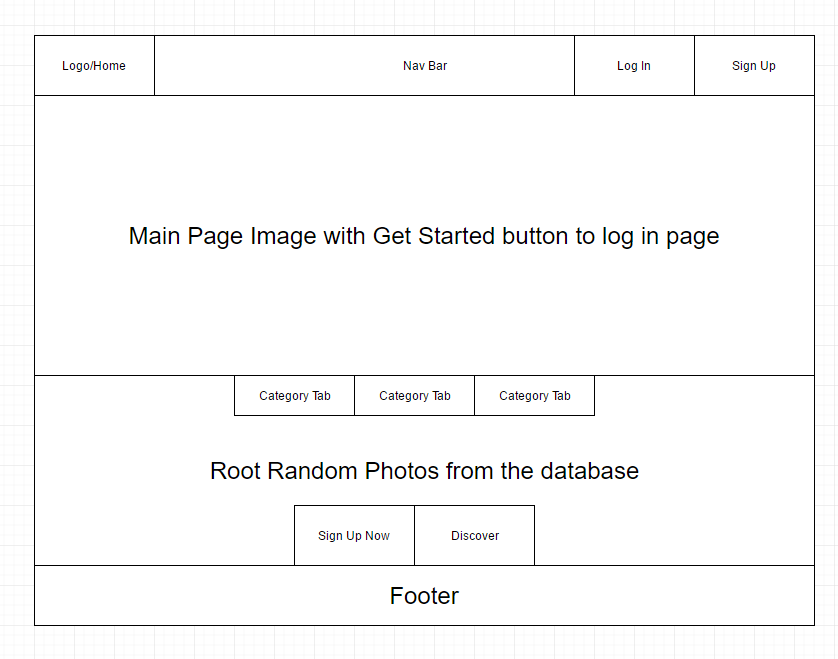 Logo/Home
Nav Bar
Log In
Sign Up
Main Page Image with Get Started button to log in page
Category Tab
Category Tab
Category Tab
Root Random Photos from the database
Sign Up Now
Discover
Footer